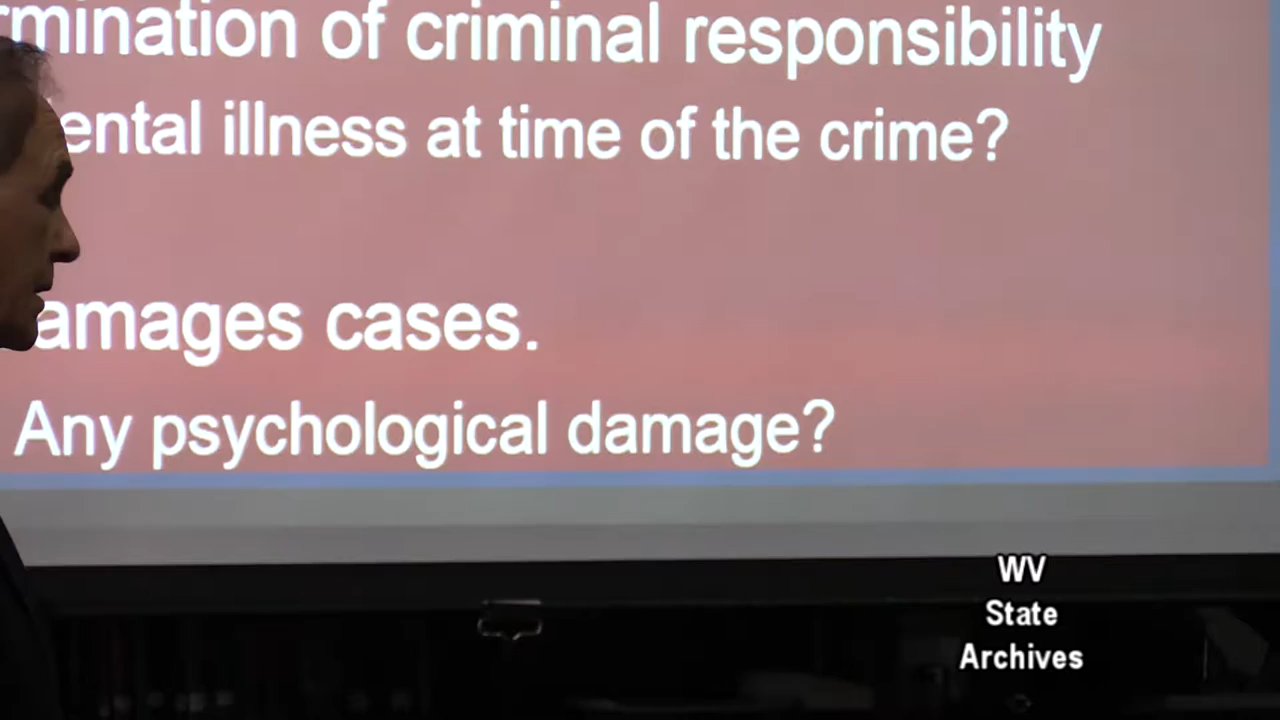 rmination of criminal responsibility
ental illness at time of the crime?
amages cases.
Any psychological damage?
WV
State
Archives